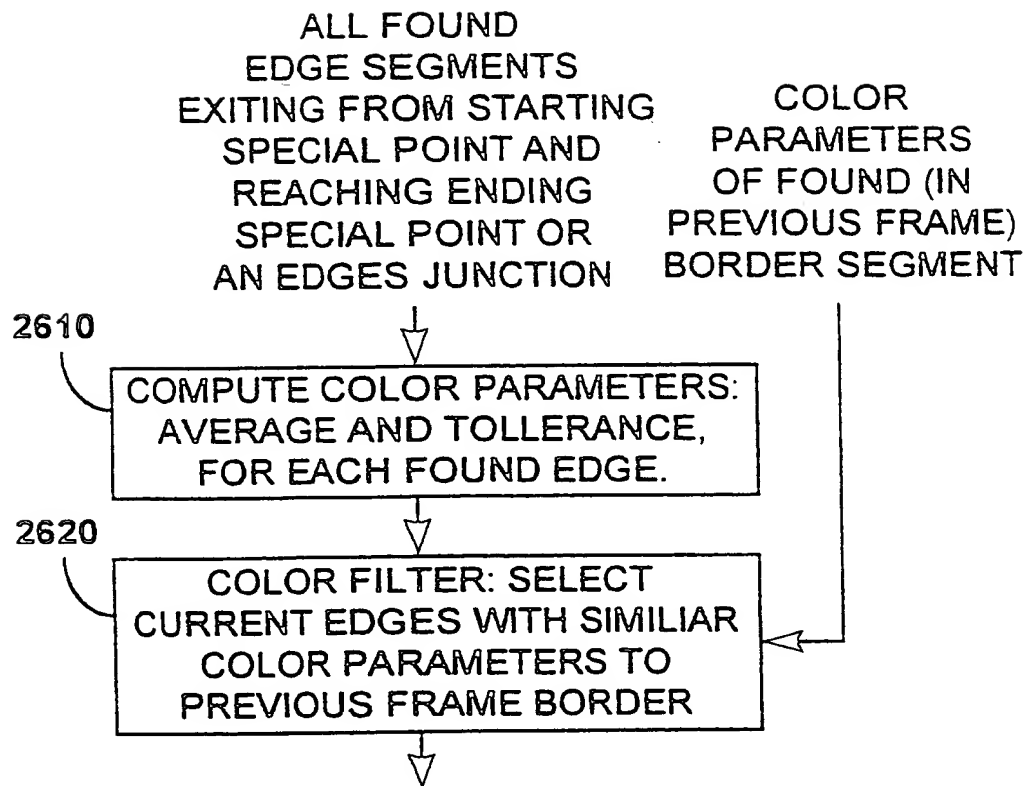 ALL FOUND
EDGE SEGMENTS
EXITING FROM STARTING
SPECIAL POINT AND
REACHING ENDING
SPECIAL POINT OR
AN EDGES JUNCTION
COLOR
PARAMETERS
OF FOUND (IN
PREVIOUS FRAME)
BORDER SEGMENT
2610
COMPUTE COLOR PARAMETERS:
AVERAGE AND TOLLERANCE,
FOR EACH FOUND EDGE.
2620
COLOR FILTER: SELECT
CURRENT EDGES WITH SIMILIAR
COLOR PARAMETERS TO
PREVIOUS FRAME BORDER